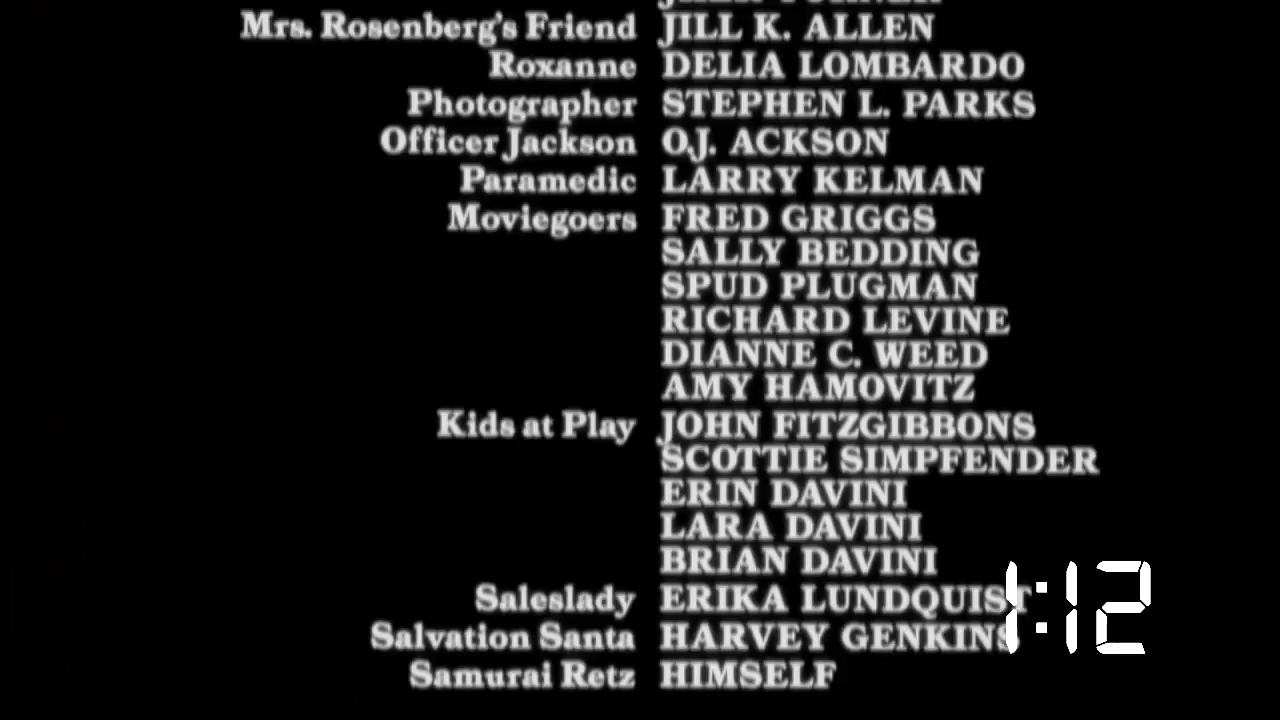 Mrs. Rosenberg's Friend JILL K. ALLEN
Roxanne DELIA LOMBARDO
Photographer STEPHEN L. PARKS
Officer Jackson O.J. ACKSON
Paramedic LARRY KELMAN
Moviegoers FRED GRIGGS
SALLY BEDDING
SPUD PLUGMAN
RICHARD LEVINE
DIANNE C. WEED
AMY HAMOVITZ
Kids at Play JOHN FITZGIBBONS
SCOTTIE SIMPFENDER
ERIN DAVINI
LARA DAVINI
BRIAN DAVINI
Saleslady ERIKA LUNDQUIST
Salvation Santa HARVEY GENKINS
Samurai Retz HIMSELF
1:12